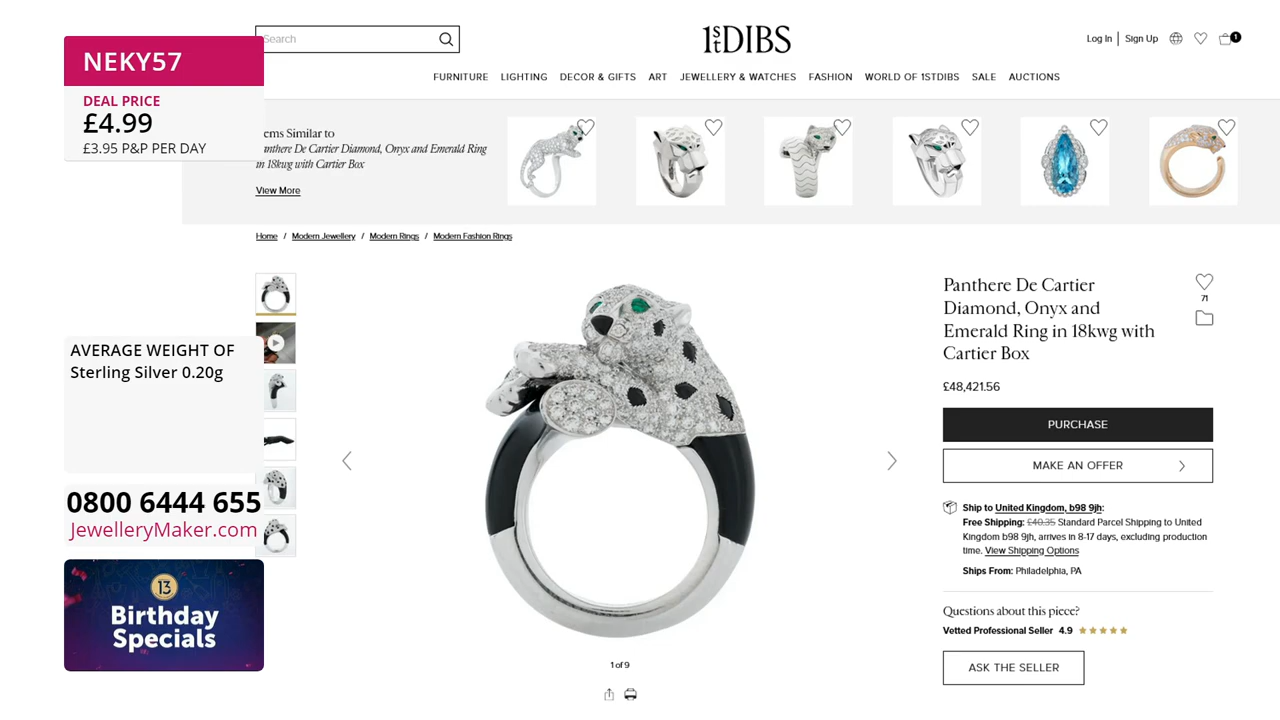 NEKY57
DEAL PRICE
£4.99
£3.95 P&P PER DAY
Search
1stDIBS
Log In
Sign Up
1
FURNITURE
LIGHTING
DECOR & GIFTS
ART
JEWELLERY & WATCHES
FASHION
WORLD OF 1STDIBS
SALE
AUCTIONS
ems Similar to
anthere De Cartier Diamond, Onyx and Emerald Ring
in 18kwg with Cartier Box
View More
Home / Modern Jewellery / Modern Rings / Modern Fashion Rings
AVERAGE WEIGHT OF
Sterling Silver 0.20g
0800 6444 655
JewelleryMaker.com
13
Birthday
Specials
1 of 9
Panthere De Cartier
Diamond, Onyx and
Emerald Ring in 18kwg with
Cartier Box
71
£48,421.56
PURCHASE
MAKE AN OFFER
Ship to United Kingdom, b98 9jh:
Free Shipping: £40.35 Standard Parcel Shipping to United
Kingdom b98 9jh, arrives in 8-17 days, excluding production
time. View Shipping Options
Ships From: Philadelphia, PA
Questions about this piece?
Vetted Professional Seller 4.9
ASK THE SELLER